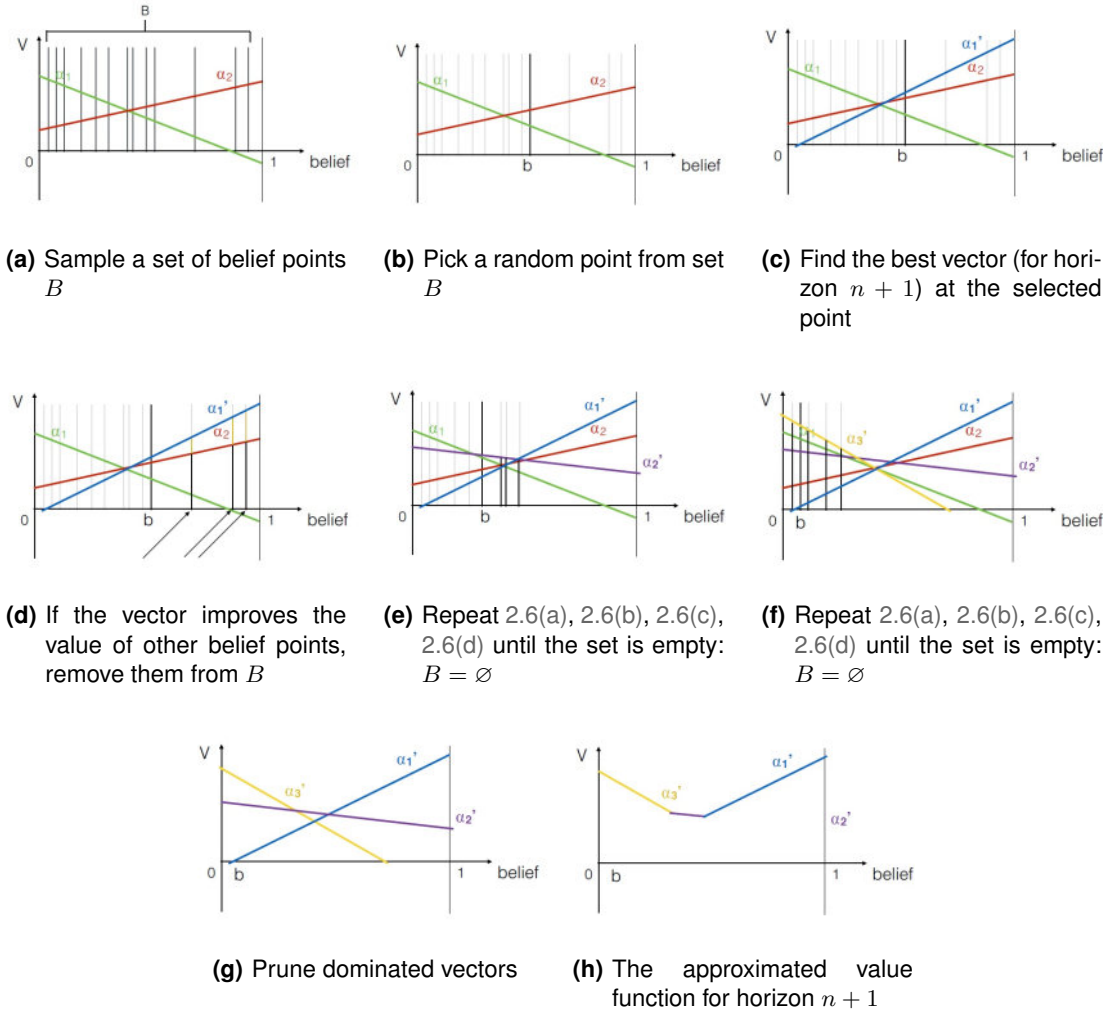 B
V
α₁
α₂
0
1
belief
V
α₁
α₂
0
b
1
belief
V
α₁'
α₁
α₂
0
b
1
belief
(a) Sample a set of belief points
B
(b) Pick a random point from set
B
(c) Find the best vector (for hori-
zon n + 1) at the selected
point
V
α₁'
α₁
α₂
0
b
1
belief
V
α₁'
α₁
α₂
α₂'
0
b
1
belief
V
α₁'
α₁
α₃'
α₂
α₂'
0
b
1
belief
(d) If the vector improves the
value of other belief points,
remove them from B
(e) Repeat 2.6(a), 2.6(b), 2.6(c),
2.6(d) until the set is empty:
B = ∅
(f) Repeat 2.6(a), 2.6(b), 2.6(c),
2.6(d) until the set is empty:
B = ∅
V
α₁'
α₃'
α₂'
0
b
1
belief
V
α₁'
α₃'
α₂'
0
b
1
belief
(g) Prune dominated vectors
(h) The approximated value
function for horizon n + 1